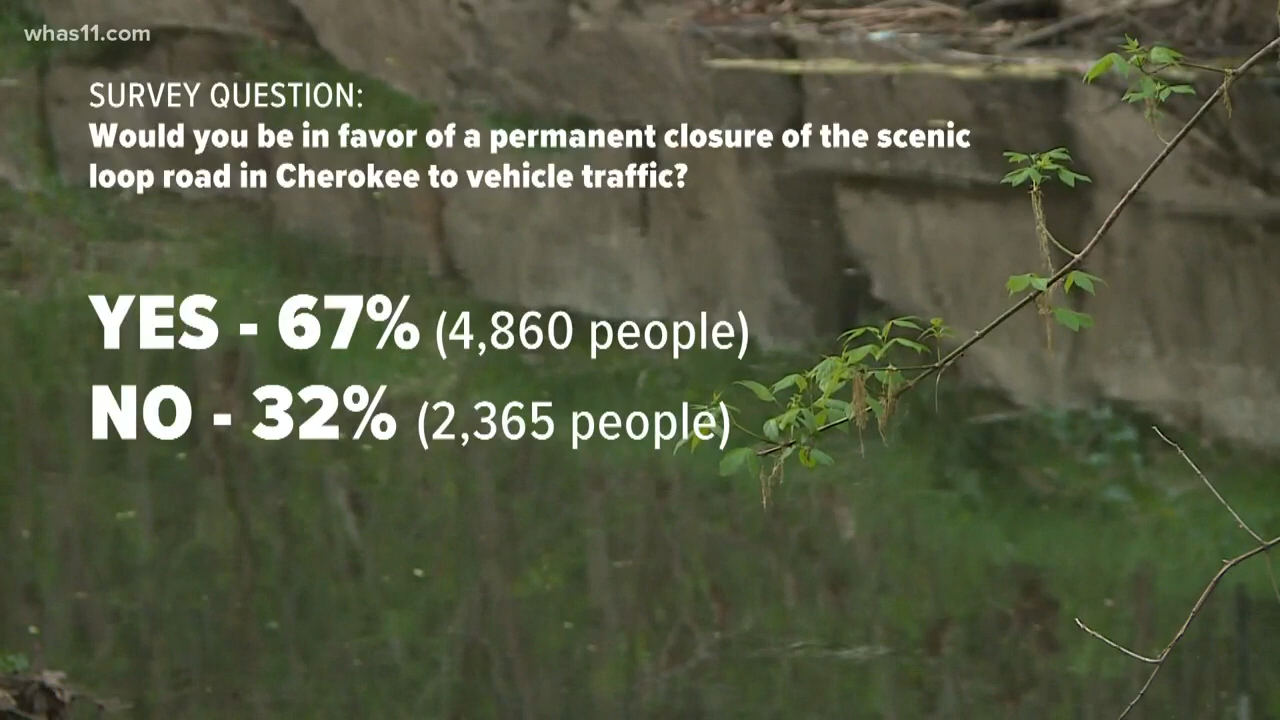 whas11.com
SURVEY QUESTION:
Would you be in favor of a permanent closure of the scenic
loop road in Cherokee to vehicle traffic?
YES - 67% (4,860 people)
NO - 32% (2,365 people)